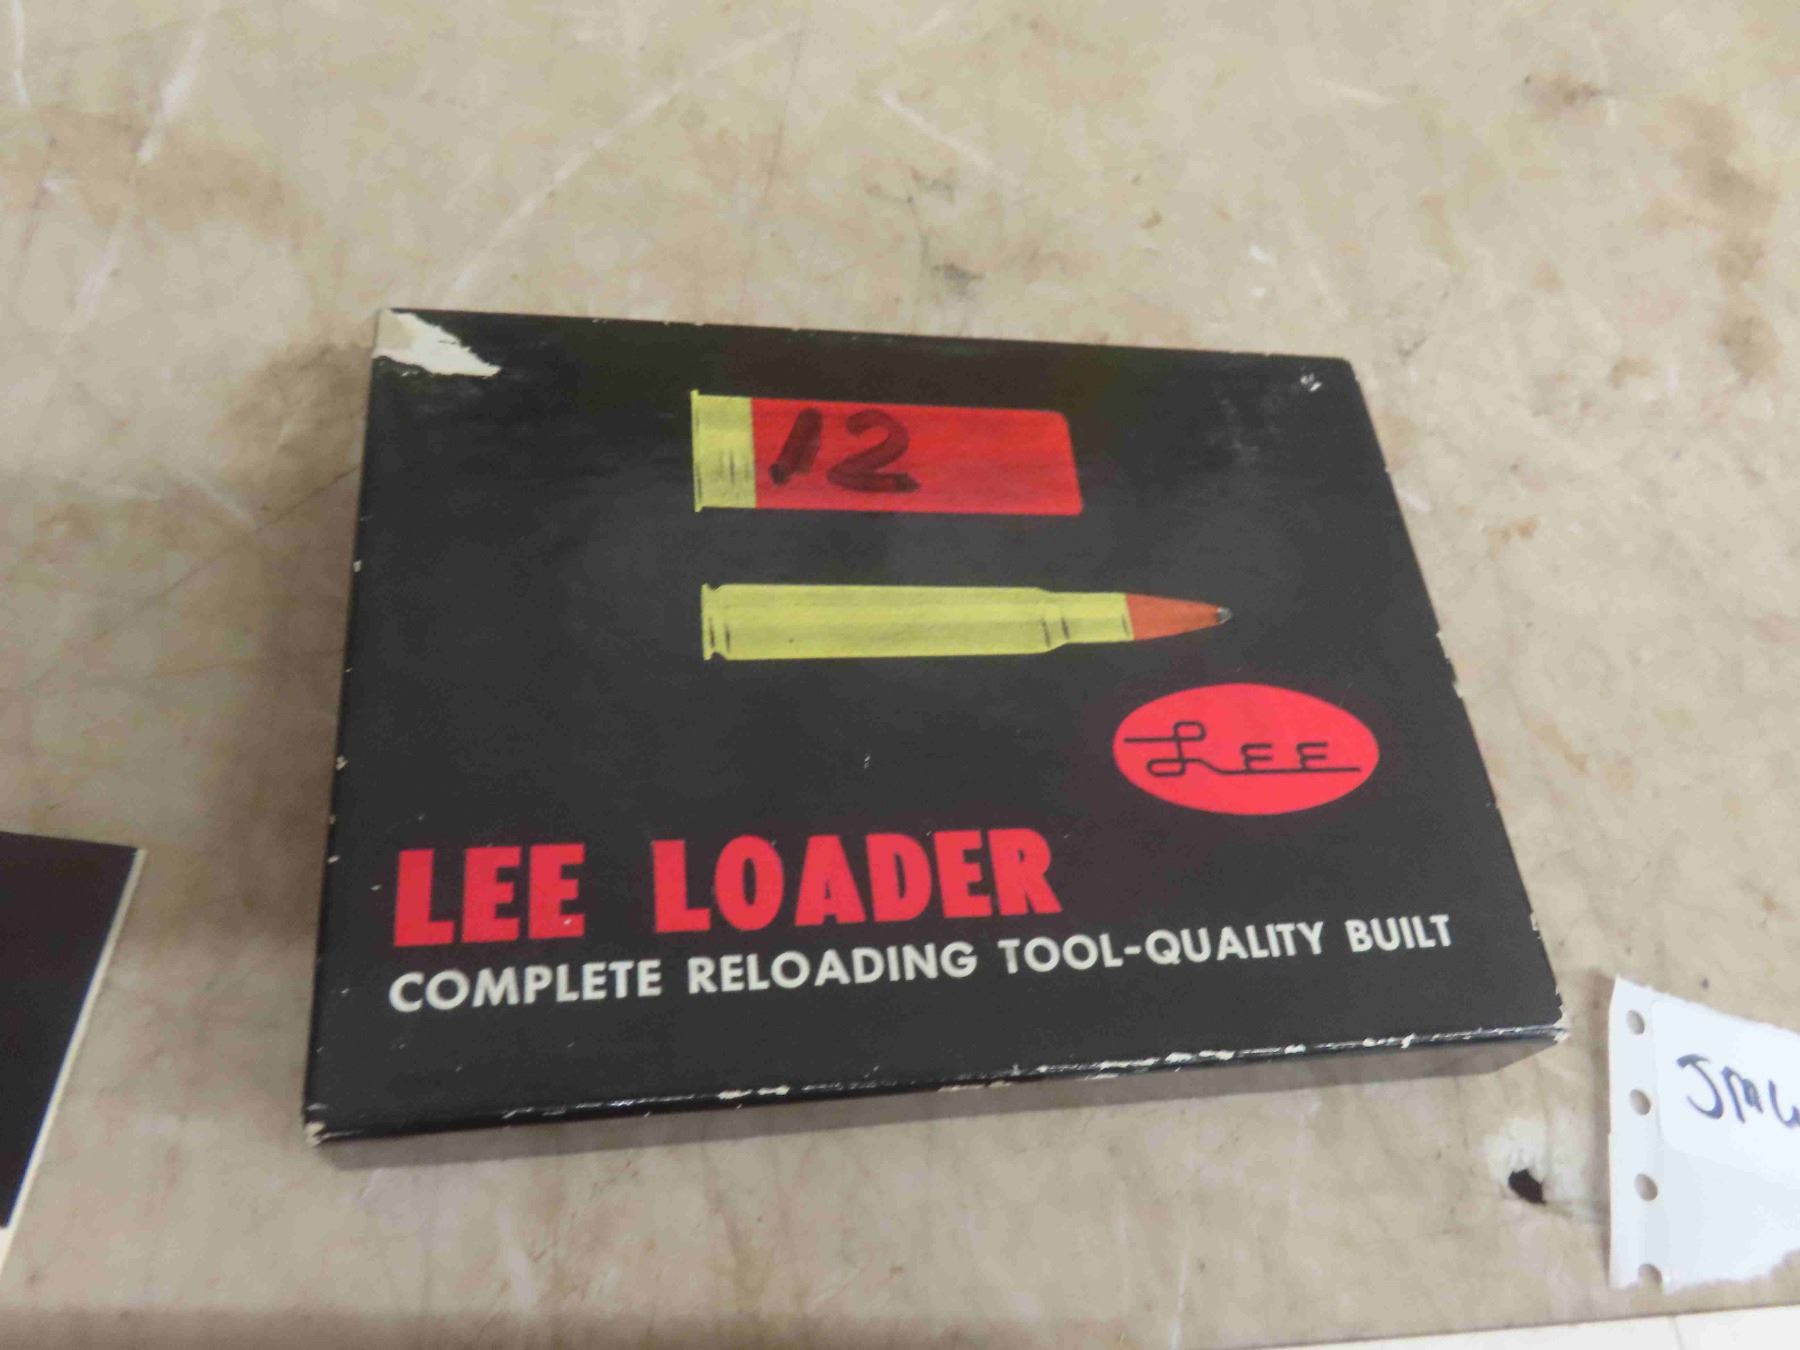 12
LEE
LEE LOADER
COMPLETE RELOADING TOOL-QUALITY BUILT